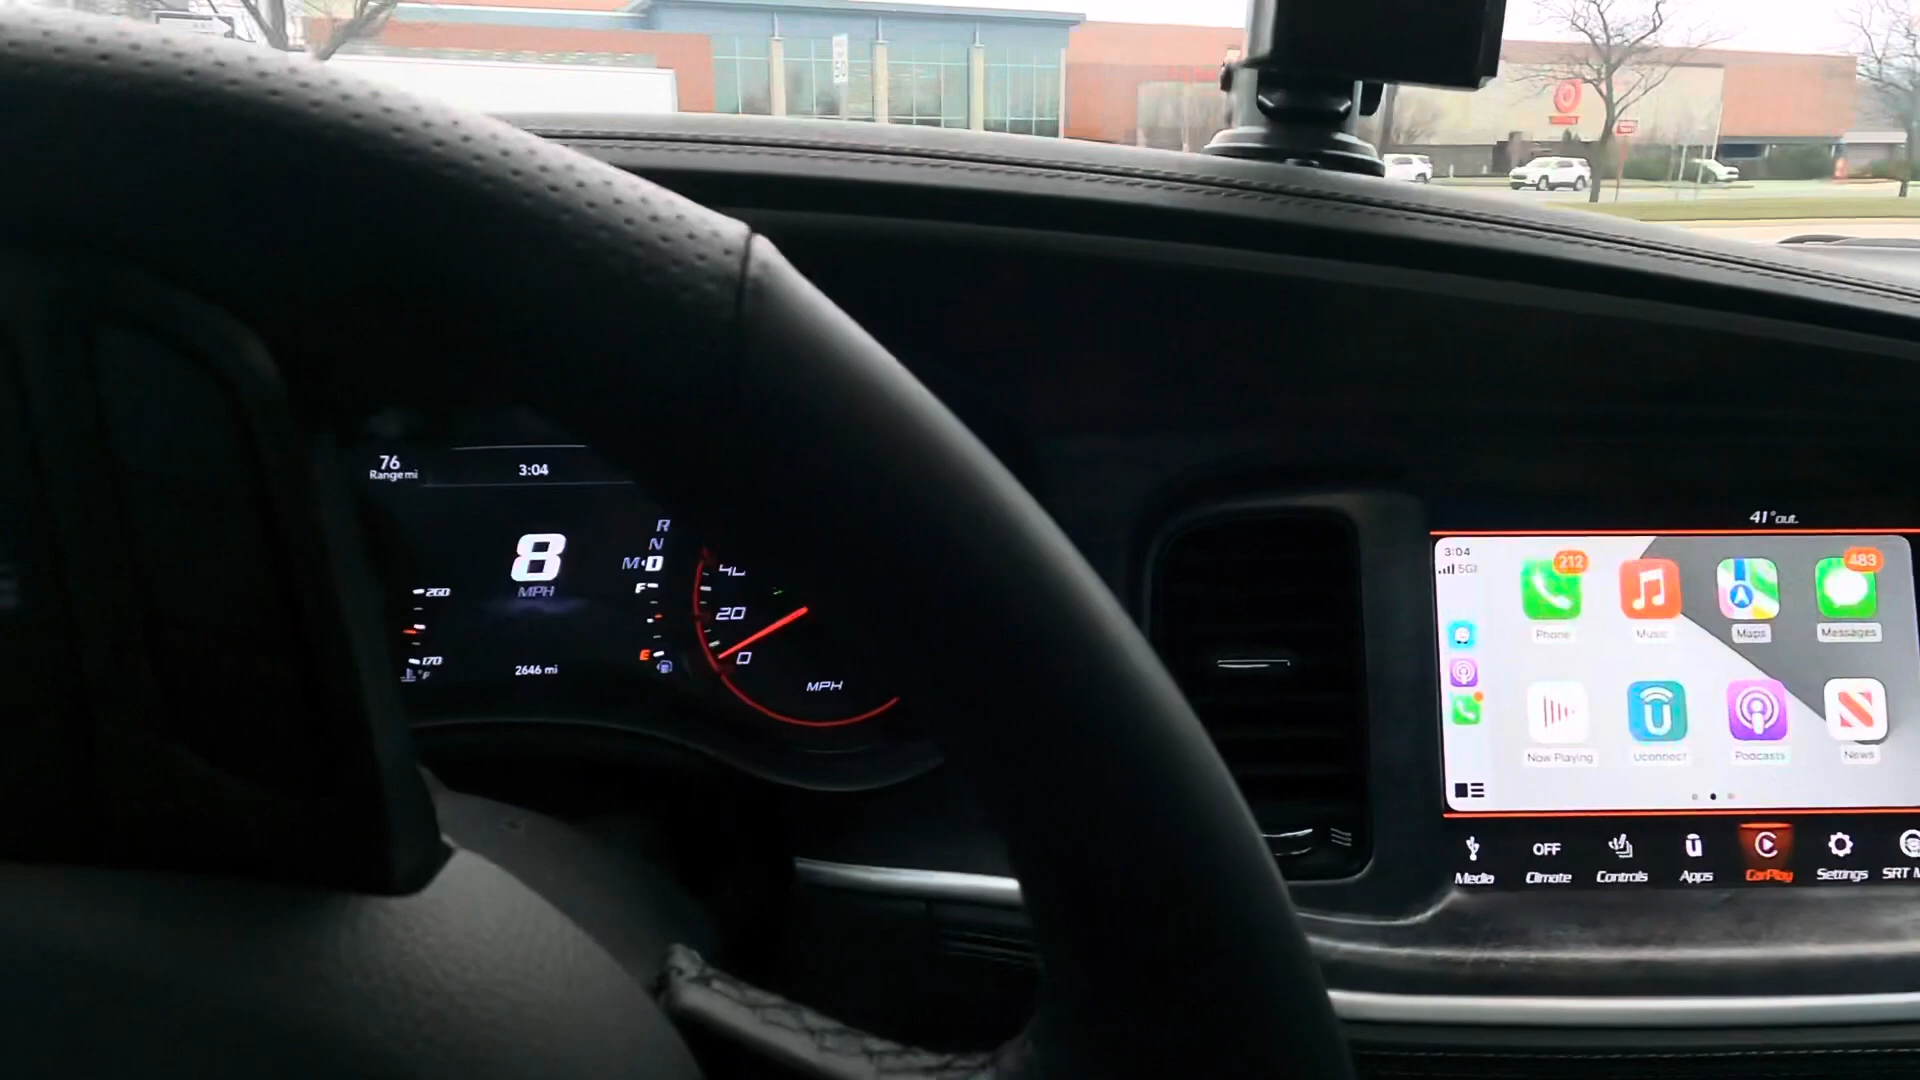 76
Range mi
3:04
8
MPH
R
N
M D
F
E
260
170
°F
2646 mi
40
20
0
MPH
41° out.
3:04
5G
212
483
Phone
Music
Maps
Messages
Now Playing
Uconnect
Podcasts
News
OFF
Media
Climate
Controls
Apps
CarPlay
Settings
SRT